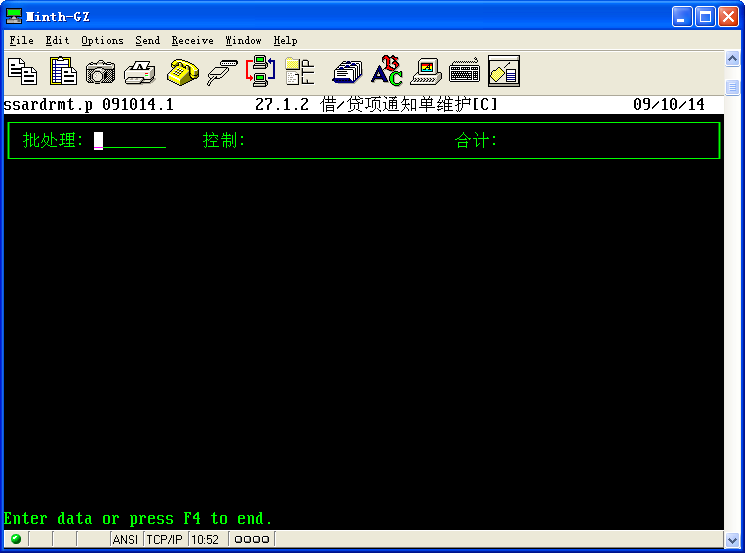 Minth-GZ
File Edit Options Send Receive Window Help
ssardrmt.p 091014.1 27.1.2 借/贷项通知单维护[C] 09/10/14
批处理: 控制: 合计:
Enter data or press F4 to end.
ANSI TCP/IP 10:52